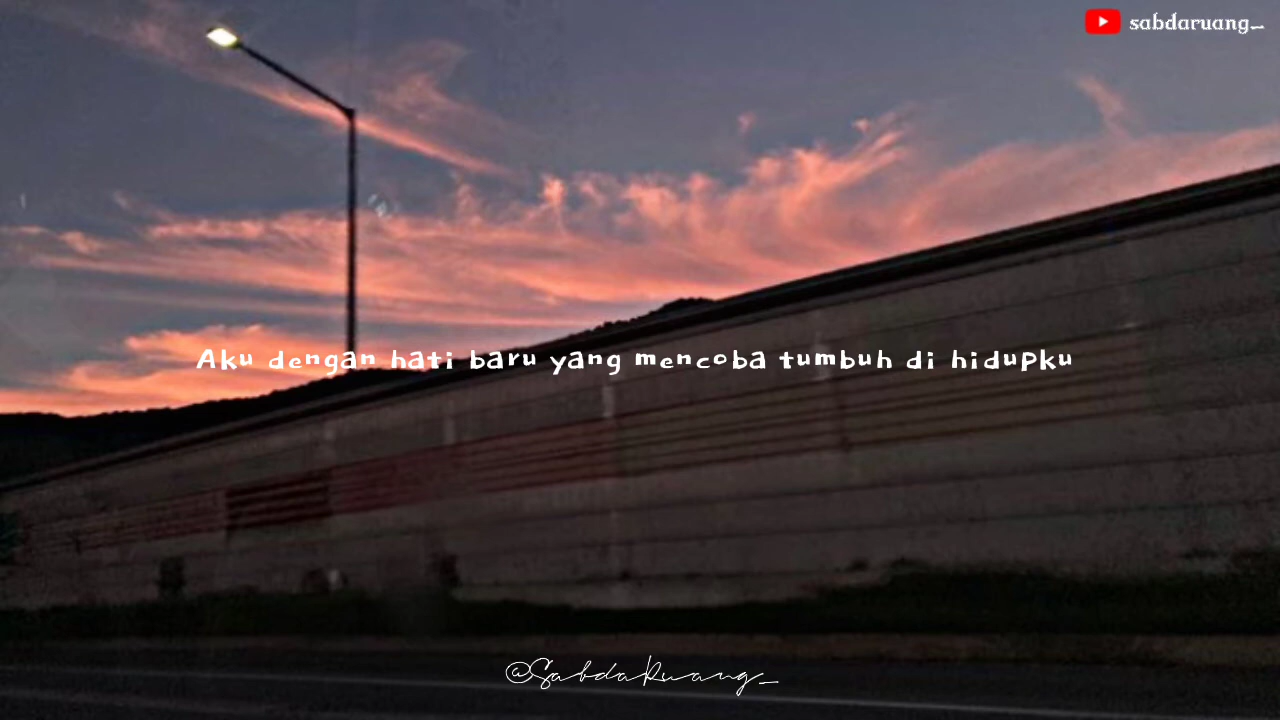 sabdaruang_
Aku dengan hati baru yang mencoba tumbuh di hidupku
@SabdaRuang_